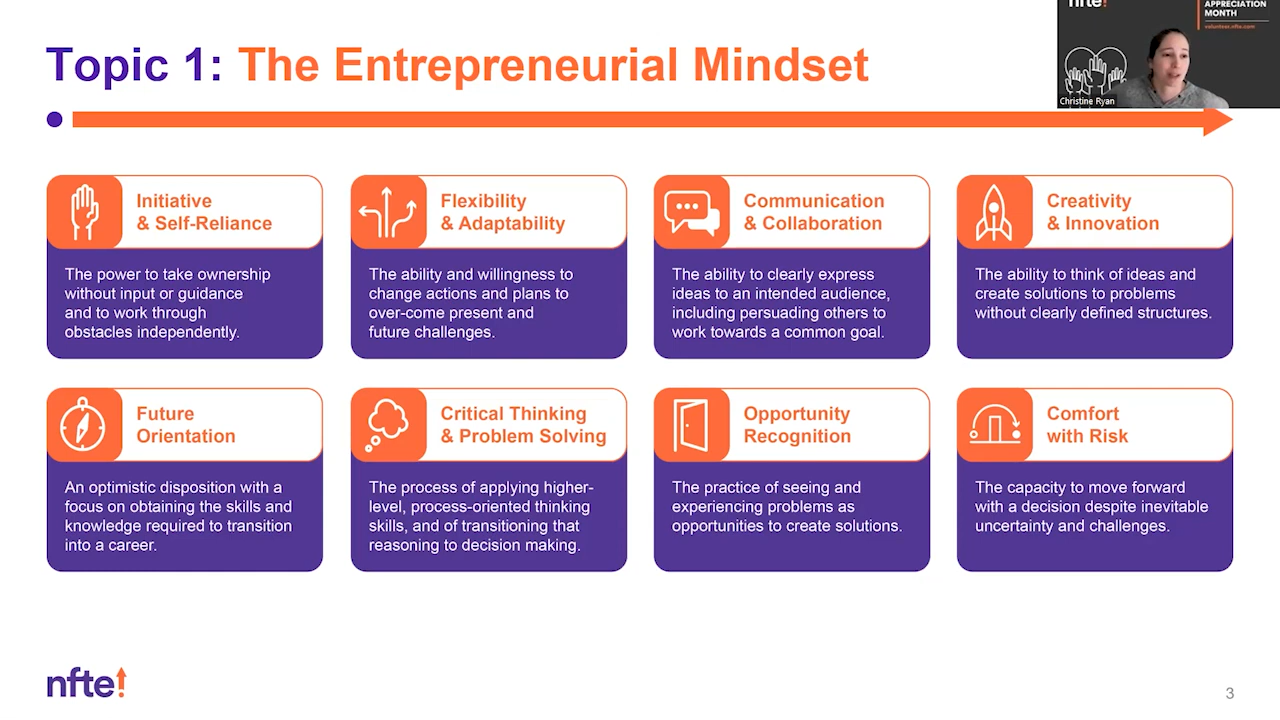 Topic 1: The Entrepreneurial Mindset
nfte!
APPRECIATION
MONTH
volunteer.nfte.com
Christine Ryan
Initiative
& Self-Reliance
The power to take ownership
without input or guidance
and to work through
obstacles independently.
Flexibility
& Adaptability
The ability and willingness to
change actions and plans to
over-come present and
future challenges.
Communication
& Collaboration
The ability to clearly express
ideas to an intended audience,
including persuading others to
work towards a common goal.
Creativity
& Innovation
The ability to think of ideas and
create solutions to problems
without clearly defined structures.
Future
Orientation
An optimistic disposition with a
focus on obtaining the skills and
knowledge required to transition
into a career.
Critical Thinking
& Problem Solving
The process of applying higher-
level, process-oriented thinking
skills, and of transitioning that
reasoning to decision making.
Opportunity
Recognition
The practice of seeing and
experiencing problems as
opportunities to create solutions.
Comfort
with Risk
The capacity to move forward
with a decision despite inevitable
uncertainty and challenges.
nfte!
3